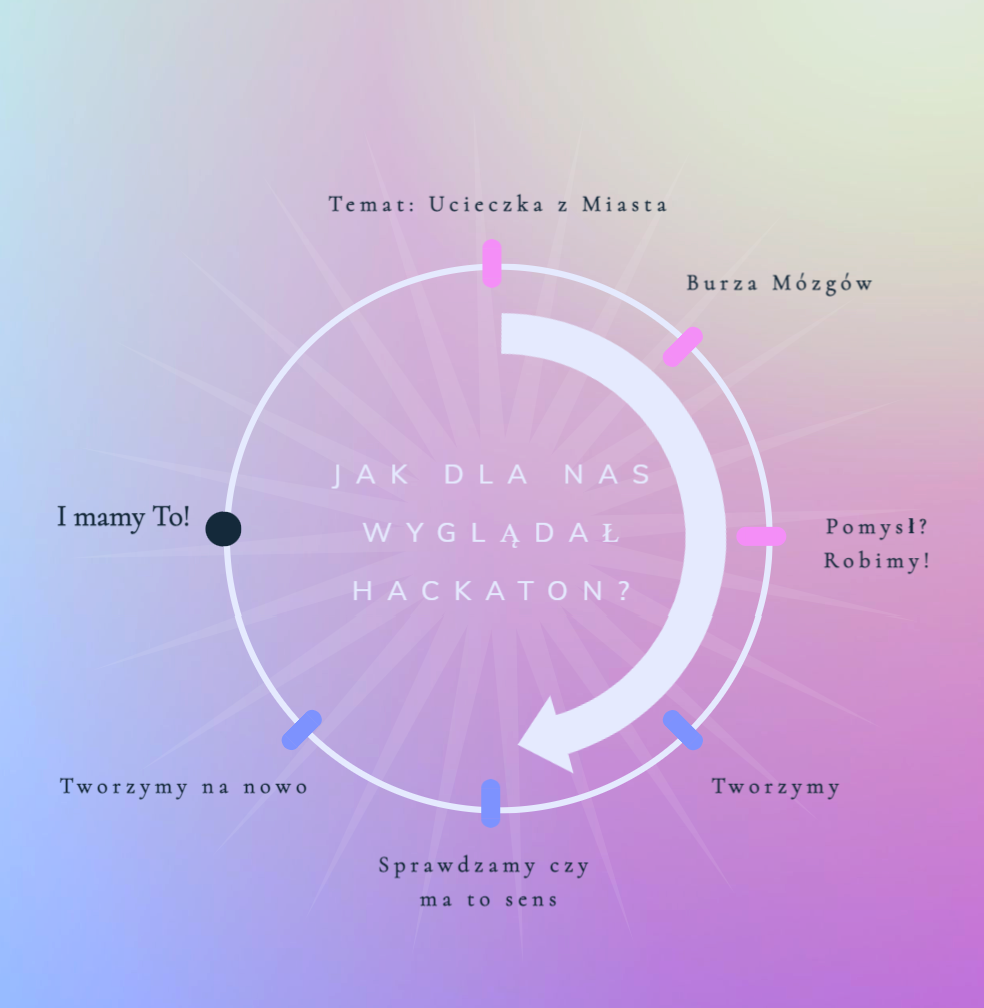 Temat: Ucieczka z Miasta
Burza Mózgów
JAK DLA NAS
WYGLĄDAŁ
HACKATON?
I mamy To!
Pomysł?
Robimy!
Tworzymy na nowo
Tworzymy
Sprawdzamy czy
ma to sens